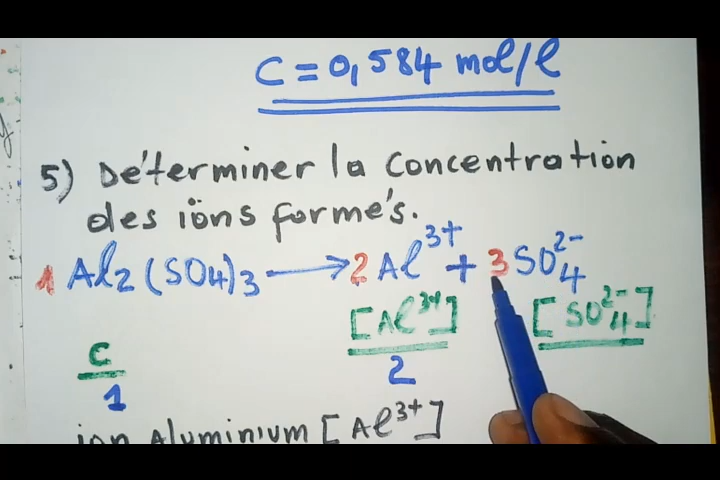 C = 0,584 mol/l
5) Déterminer la concentration
des ïons formés.
1 Al2(SO4)3 → 2 Al³⁺ + 3 SO4²⁻
[Al³⁺] [SO4²⁻]
C
1 2
ion Aluminium [Al³⁺]